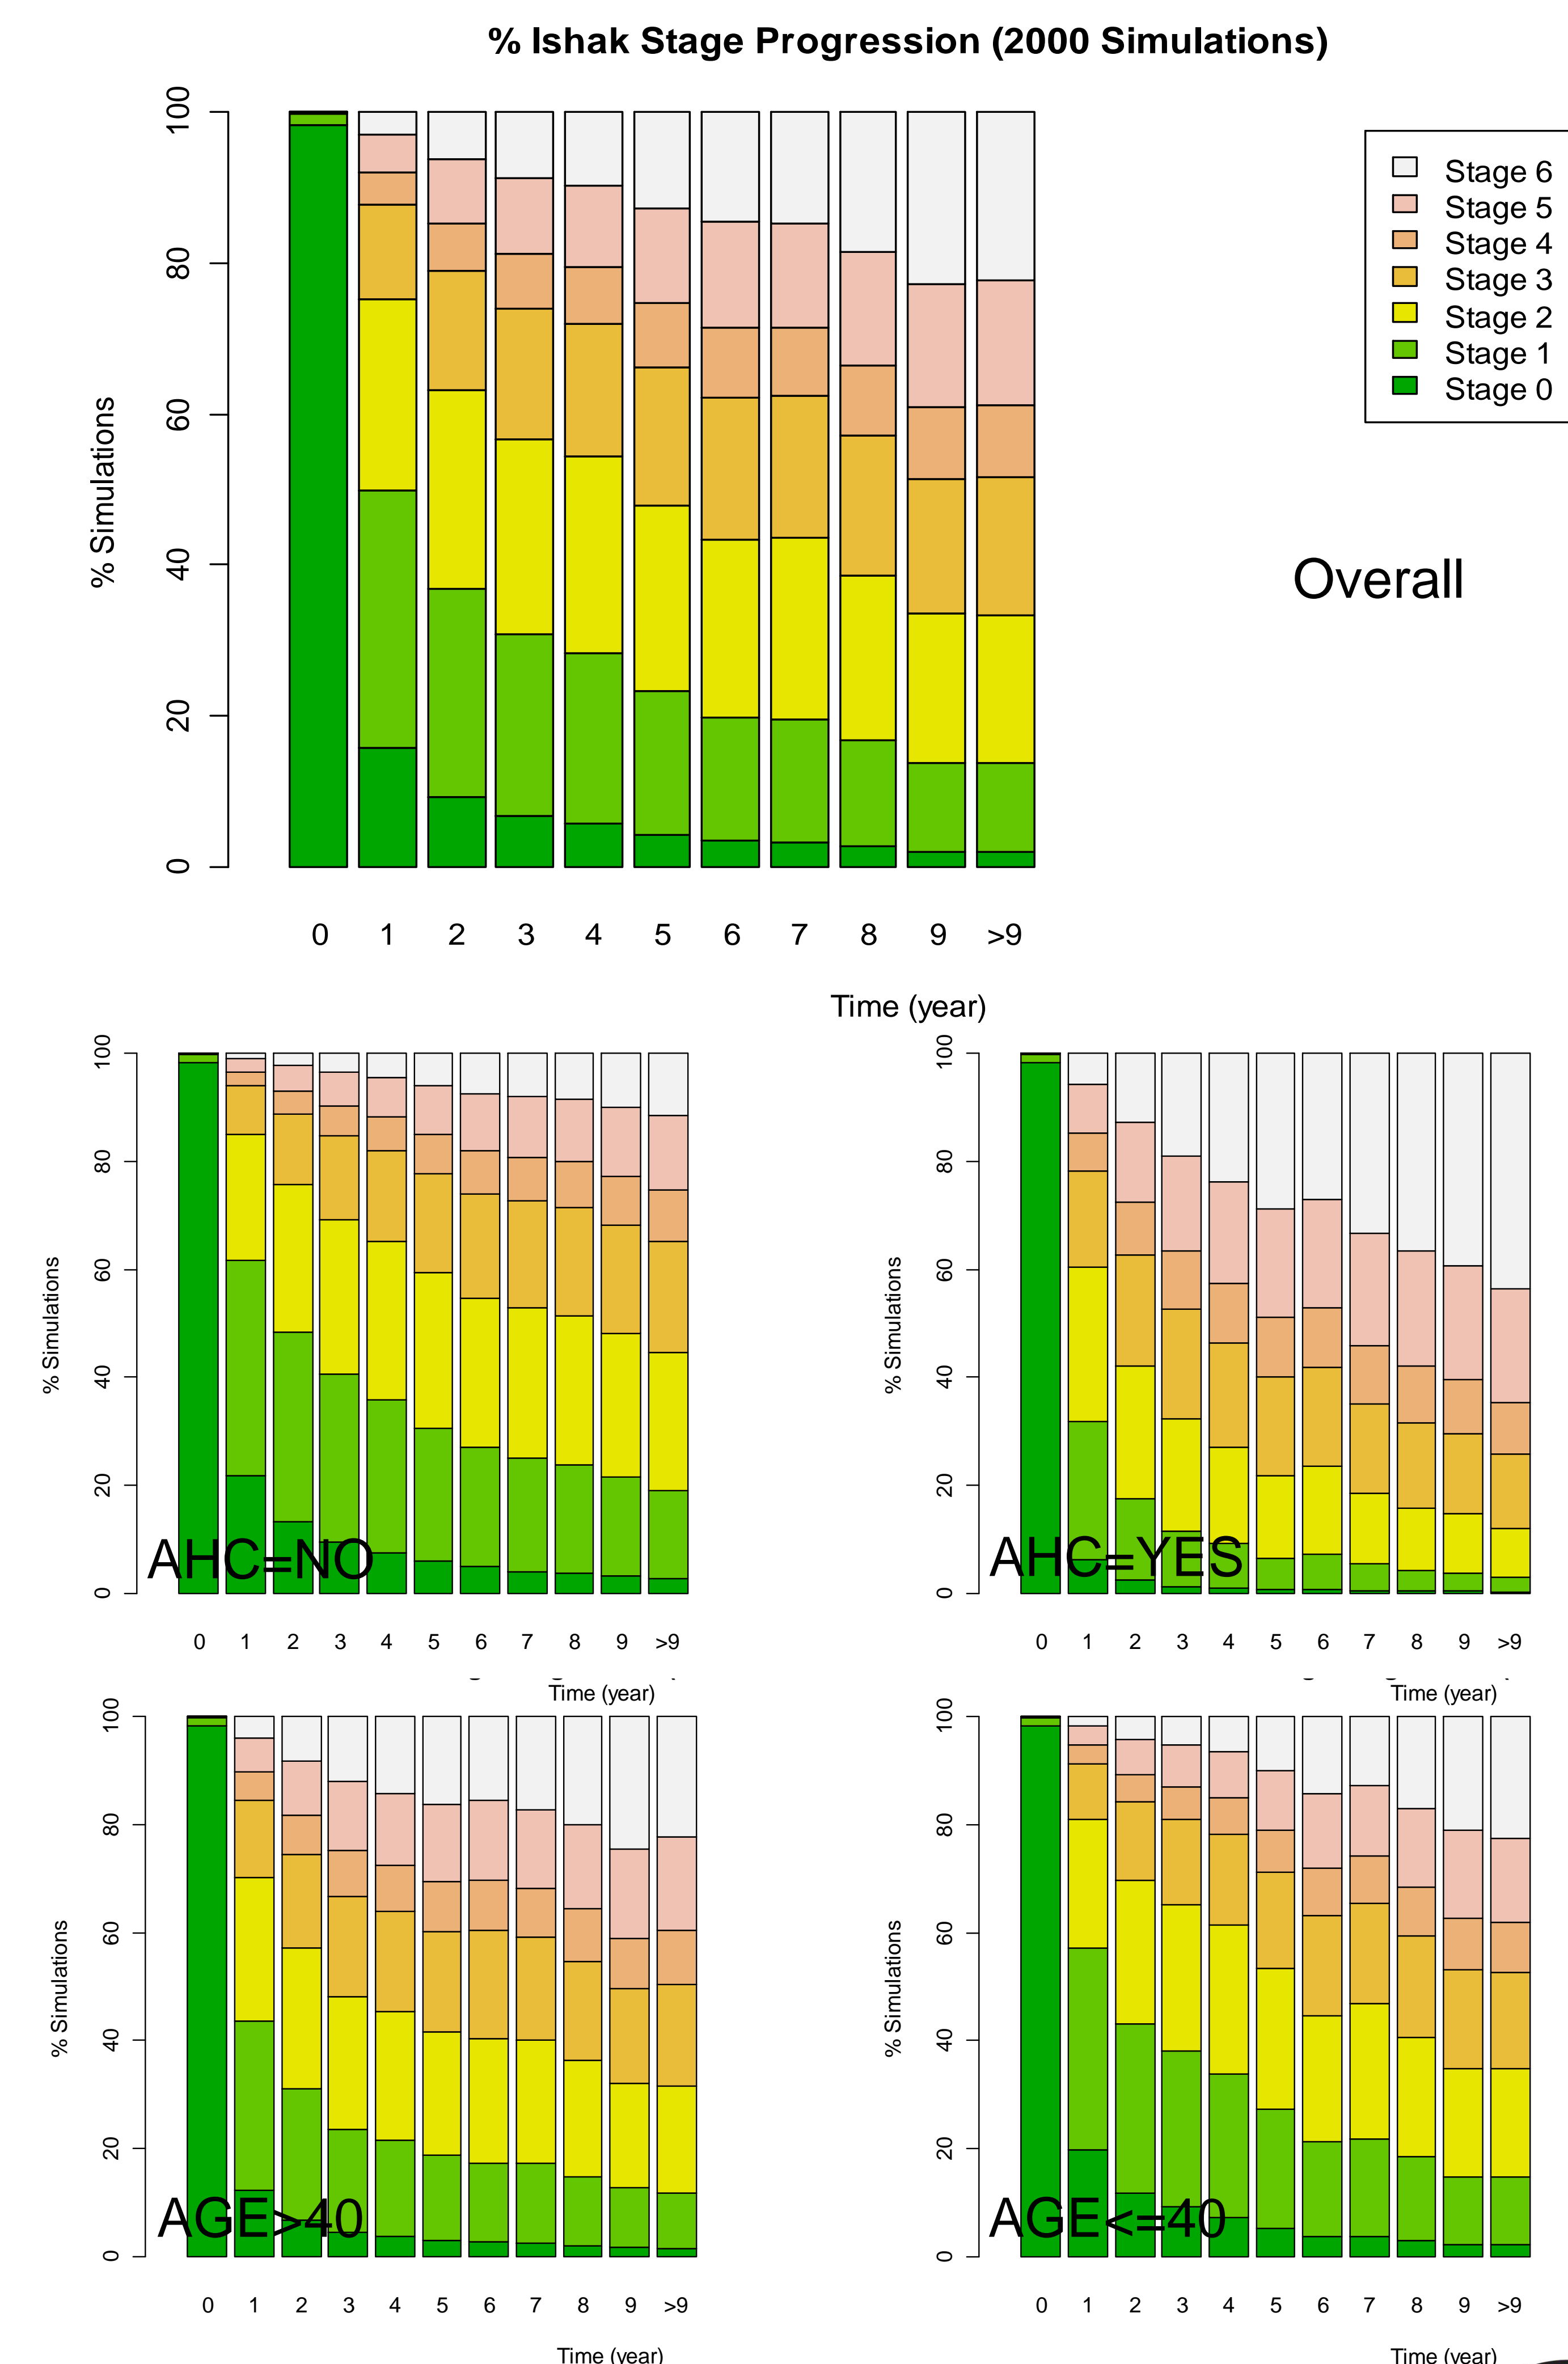 % Ishak Stage Progression (2000 Simulations)
100
80
60
40
20
0
% Simulations
Stage 6
Stage 5
Stage 4
Stage 3
Stage 2
Stage 1
Stage 0
Overall
0 1 2 3 4 5 6 7 8 9 >9
Time (year)
100
80
60
40
20
0
% Simulations
AHC=NO
0 1 2 3 4 5 6 7 8 9 >9
Time (year)
100
80
60
40
20
0
% Simulations
AHC=YES
0 1 2 3 4 5 6 7 8 9 >9
Time (year)
100
80
60
40
20
0
% Simulations
AGE>40
0 1 2 3 4 5 6 7 8 9 >9
Time (year)
100
80
60
40
20
0
% Simulations
AGE<=40
0 1 2 3 4 5 6 7 8 9 >9
Time (year)